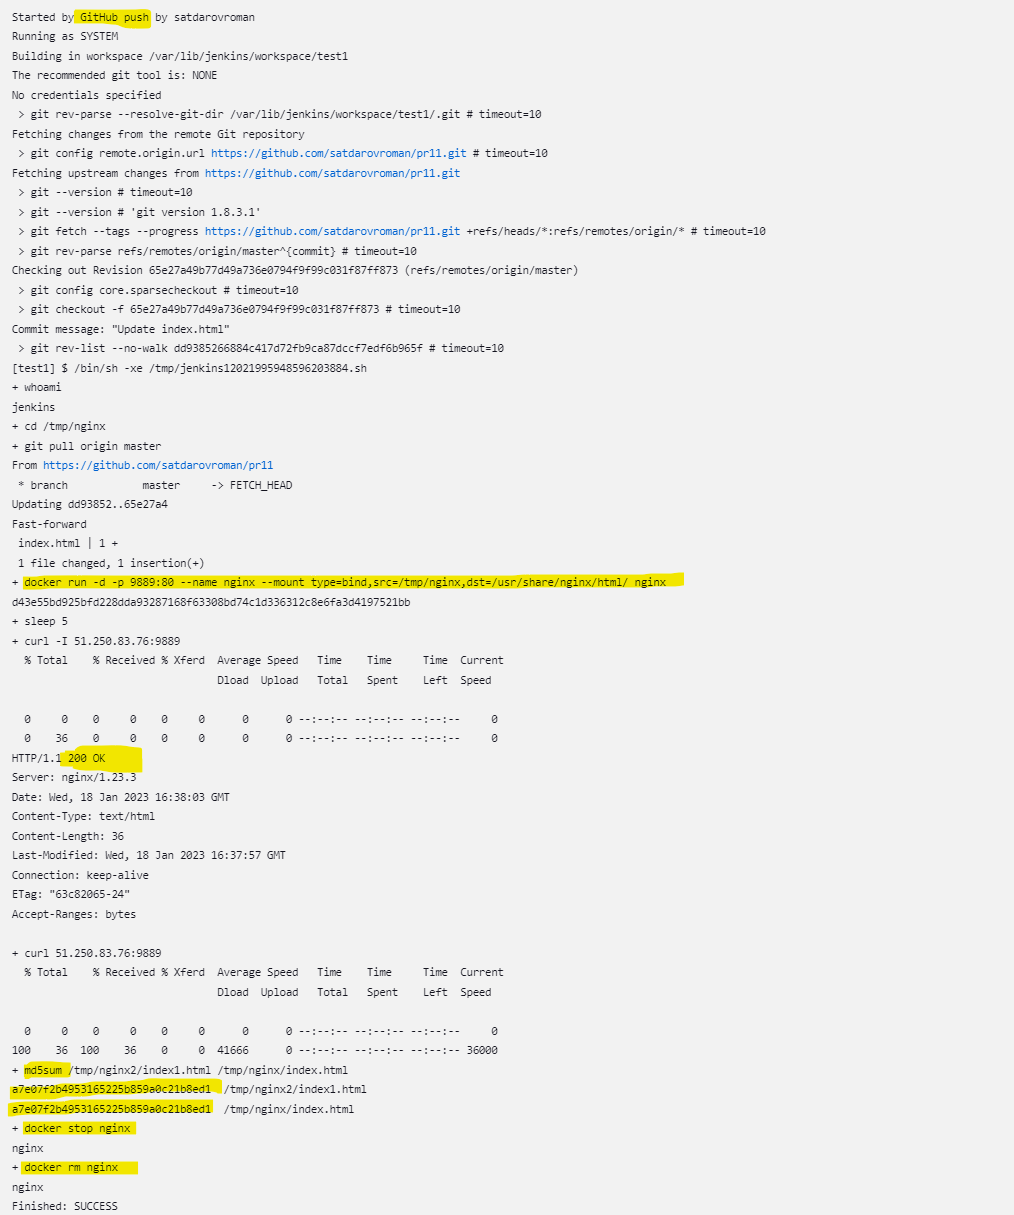 Started by GitHub push by satdarovroman
Running as SYSTEM
Building in workspace /var/lib/jenkins/workspace/test1
The recommended git tool is: NONE
No credentials specified
 > git rev-parse --resolve-git-dir /var/lib/jenkins/workspace/test1/.git # timeout=10
Fetching changes from the remote Git repository
 > git config remote.origin.url https://github.com/satdarovroman/pr11.git # timeout=10
Fetching upstream changes from https://github.com/satdarovroman/pr11.git
 > git --version # timeout=10
 > git --version # 'git version 1.8.3.1'
 > git fetch --tags --progress https://github.com/satdarovroman/pr11.git +refs/heads/*:refs/remotes/origin/* # timeout=10
 > git rev-parse refs/remotes/origin/master^{commit} # timeout=10
Checking out Revision 65e27a49b77d49a736e0794f9f99c031f87ff873 (refs/remotes/origin/master)
 > git config core.sparsecheckout # timeout=10
 > git checkout -f 65e27a49b77d49a736e0794f9f99c031f87ff873 # timeout=10
Commit message: "Update index.html"
 > git rev-list --no-walk dd9385266884c417d72fb9ca87dccf7edf6b965f # timeout=10
[test1] $ /bin/sh -xe /tmp/jenkins12021995948596203884.sh
+ whoami
jenkins
+ cd /tmp/nginx
+ git pull origin master
From https://github.com/satdarovroman/pr11
 * branch            master     -> FETCH_HEAD
Updating dd93852..65e27a4
Fast-forward
 index.html | 1 +
 1 file changed, 1 insertion(+)
+ docker run -d -p 9889:80 --name nginx --mount type=bind,src=/tmp/nginx,dst=/usr/share/nginx/html/ nginx
d43e55bd925bfd228dda93287168f63308bd74c1d336312c8e6fa3d4197521bb
+ sleep 5
+ curl -I 51.250.83.76:9889
  % Total    % Received % Xferd  Average Speed   Time    Time     Time  Current
                                 Dload  Upload   Total   Spent    Left  Speed
  0     0    0     0    0     0      0      0 --:--:-- --:--:-- --:--:--     0
  0    36    0     0    0     0      0      0 --:--:-- --:--:-- --:--:--     0
HTTP/1.1 200 OK
Server: nginx/1.23.3
Date: Wed, 18 Jan 2023 16:38:03 GMT
Content-Type: text/html
Content-Length: 36
Last-Modified: Wed, 18 Jan 2023 16:37:57 GMT
Connection: keep-alive
ETag: "63c82065-24"
Accept-Ranges: bytes
+ curl 51.250.83.76:9889
  % Total    % Received % Xferd  Average Speed   Time    Time     Time  Current
                                 Dload  Upload   Total   Spent    Left  Speed
  0     0    0     0    0     0      0      0 --:--:-- --:--:-- --:--:--     0
100    36  100    36    0     0  41666      0 --:--:-- --:--:-- --:--:-- 36000
+ md5sum /tmp/nginx2/index1.html /tmp/nginx/index.html
a7e07f2b4953165225b859a0c21b8ed1  /tmp/nginx2/index1.html
a7e07f2b4953165225b859a0c21b8ed1  /tmp/nginx/index.html
+ docker stop nginx
nginx
+ docker rm nginx
nginx
Finished: SUCCESS